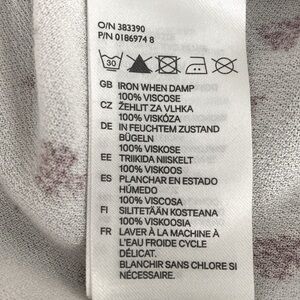 O/N 383390
P/N 0186974 8
30
GB IRON WHEN DAMP
100% VISCOSE
CZ ŽEHLIT ZA VLHKA
100% VISKÓZA
DE IN FEUCHTEM ZUSTAND
BÜGELN
100% VISKOSE
EE TRIIKIDA NIISKELT
100% VISKOOS
ES PLANCHAR EN ESTADO
HÚMEDO
100% VISCOSA
FI SILITETÄÄN KOSTEANA
100% VISKOOSIA
FR LAVER À LA MACHINE À
L'EAU FROIDE CYCLE
DÉLICAT.
BLANCHIR SANS CHLORE SI
NÉCESSAIRE.